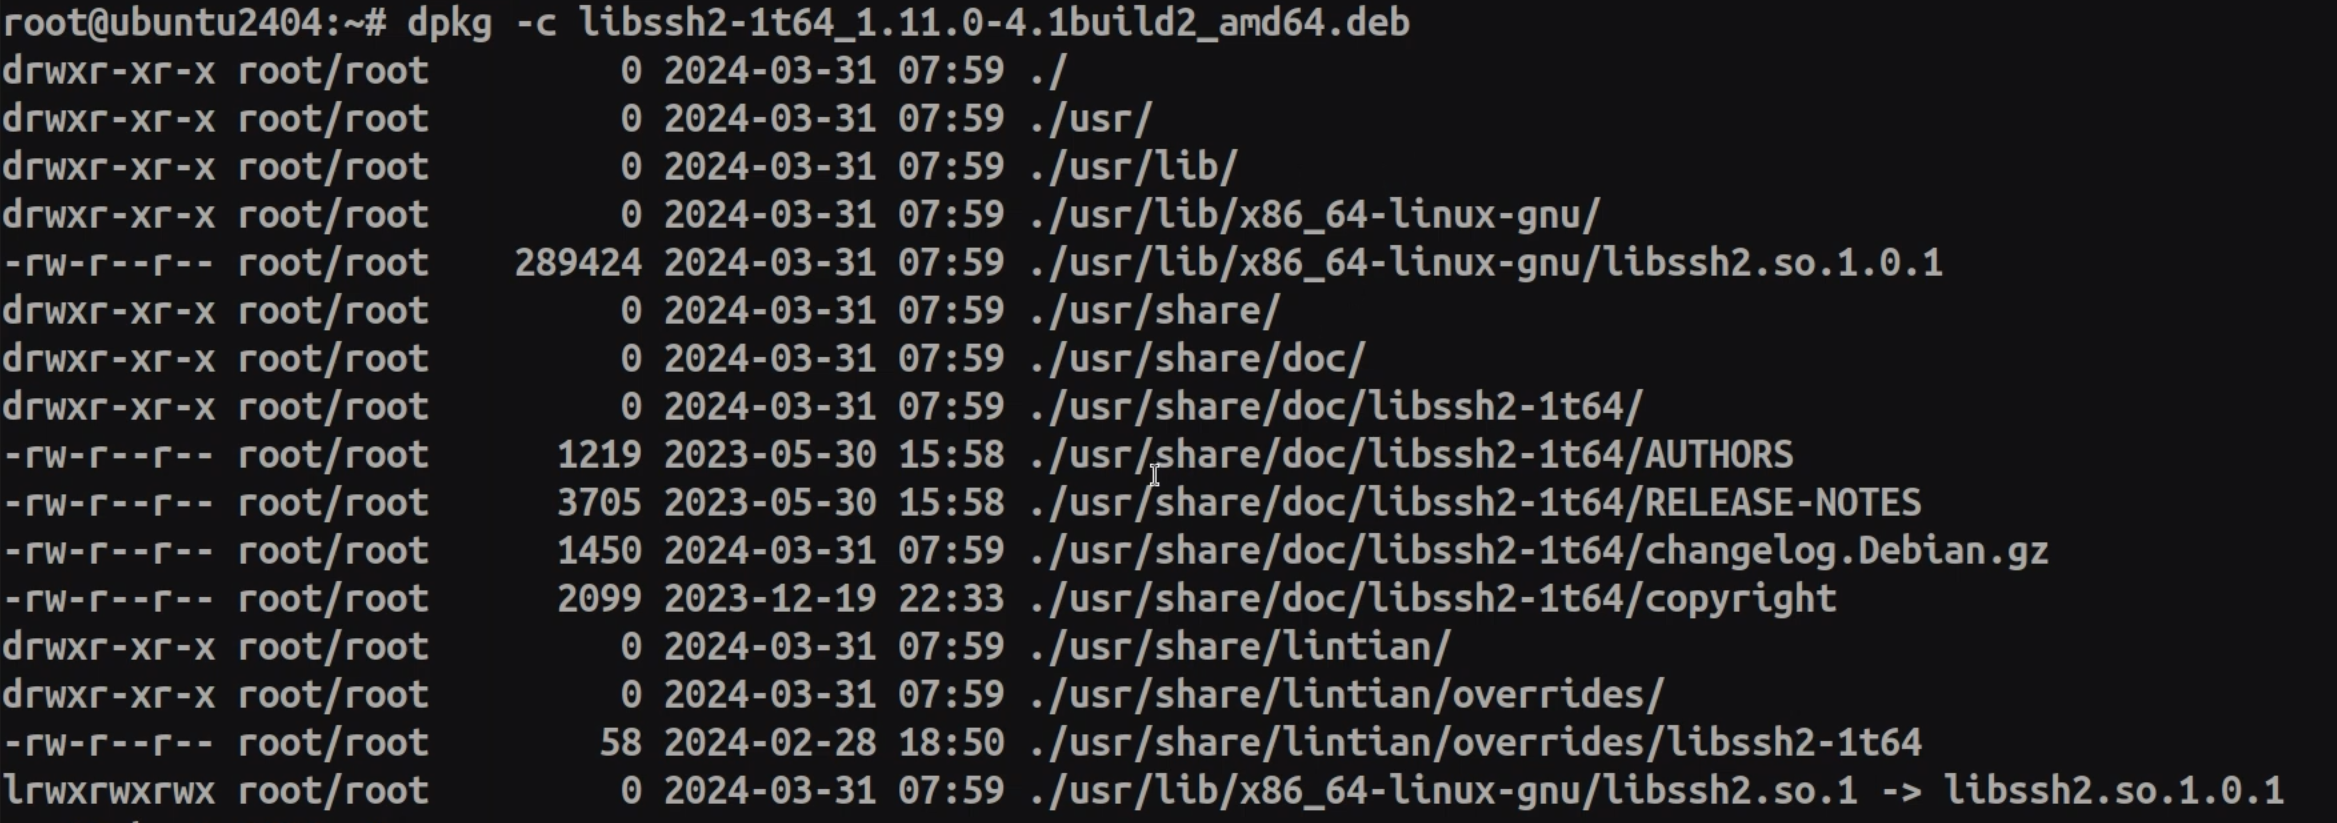 root@ubuntu2404:~# dpkg -c libssh2-1t64_1.11.0-4.1build2_amd64.deb
drwxr-xr-x root/root         0 2024-03-31 07:59 ./
drwxr-xr-x root/root         0 2024-03-31 07:59 ./usr/
drwxr-xr-x root/root         0 2024-03-31 07:59 ./usr/lib/
drwxr-xr-x root/root         0 2024-03-31 07:59 ./usr/lib/x86_64-linux-gnu/
-rw-r--r-- root/root    289424 2024-03-31 07:59 ./usr/lib/x86_64-linux-gnu/libssh2.so.1.0.1
drwxr-xr-x root/root         0 2024-03-31 07:59 ./usr/share/
drwxr-xr-x root/root         0 2024-03-31 07:59 ./usr/share/doc/
drwxr-xr-x root/root         0 2024-03-31 07:59 ./usr/share/doc/libssh2-1t64/
-rw-r--r-- root/root      1219 2023-05-30 15:58 ./usr/share/doc/libssh2-1t64/AUTHORS
-rw-r--r-- root/root      3705 2023-05-30 15:58 ./usr/share/doc/libssh2-1t64/RELEASE-NOTES
-rw-r--r-- root/root      1450 2024-03-31 07:59 ./usr/share/doc/libssh2-1t64/changelog.Debian.gz
-rw-r--r-- root/root      2099 2023-12-19 22:33 ./usr/share/doc/libssh2-1t64/copyright
drwxr-xr-x root/root         0 2024-03-31 07:59 ./usr/share/lintian/
drwxr-xr-x root/root         0 2024-03-31 07:59 ./usr/share/lintian/overrides/
-rw-r--r-- root/root        58 2024-02-28 18:50 ./usr/share/lintian/overrides/libssh2-1t64
lrwxrwxrwx root/root         0 2024-03-31 07:59 ./usr/lib/x86_64-linux-gnu/libssh2.so.1 -> libssh2.so.1.0.1